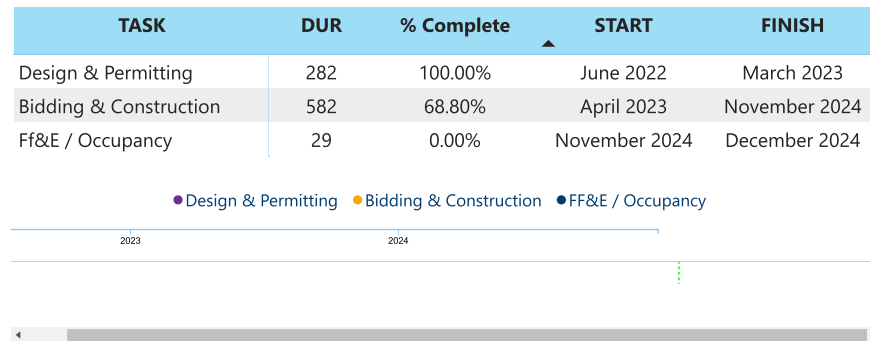 TASK DUR % Complete START FINISH
Design & Permitting 282 100.00% June 2022 March 2023
Bidding & Construction 582 68.80% April 2023 November 2024
Ff&E / Occupancy 29 0.00% November 2024 December 2024
Design & Permitting Bidding & Construction FF&E / Occupancy
2023 2024